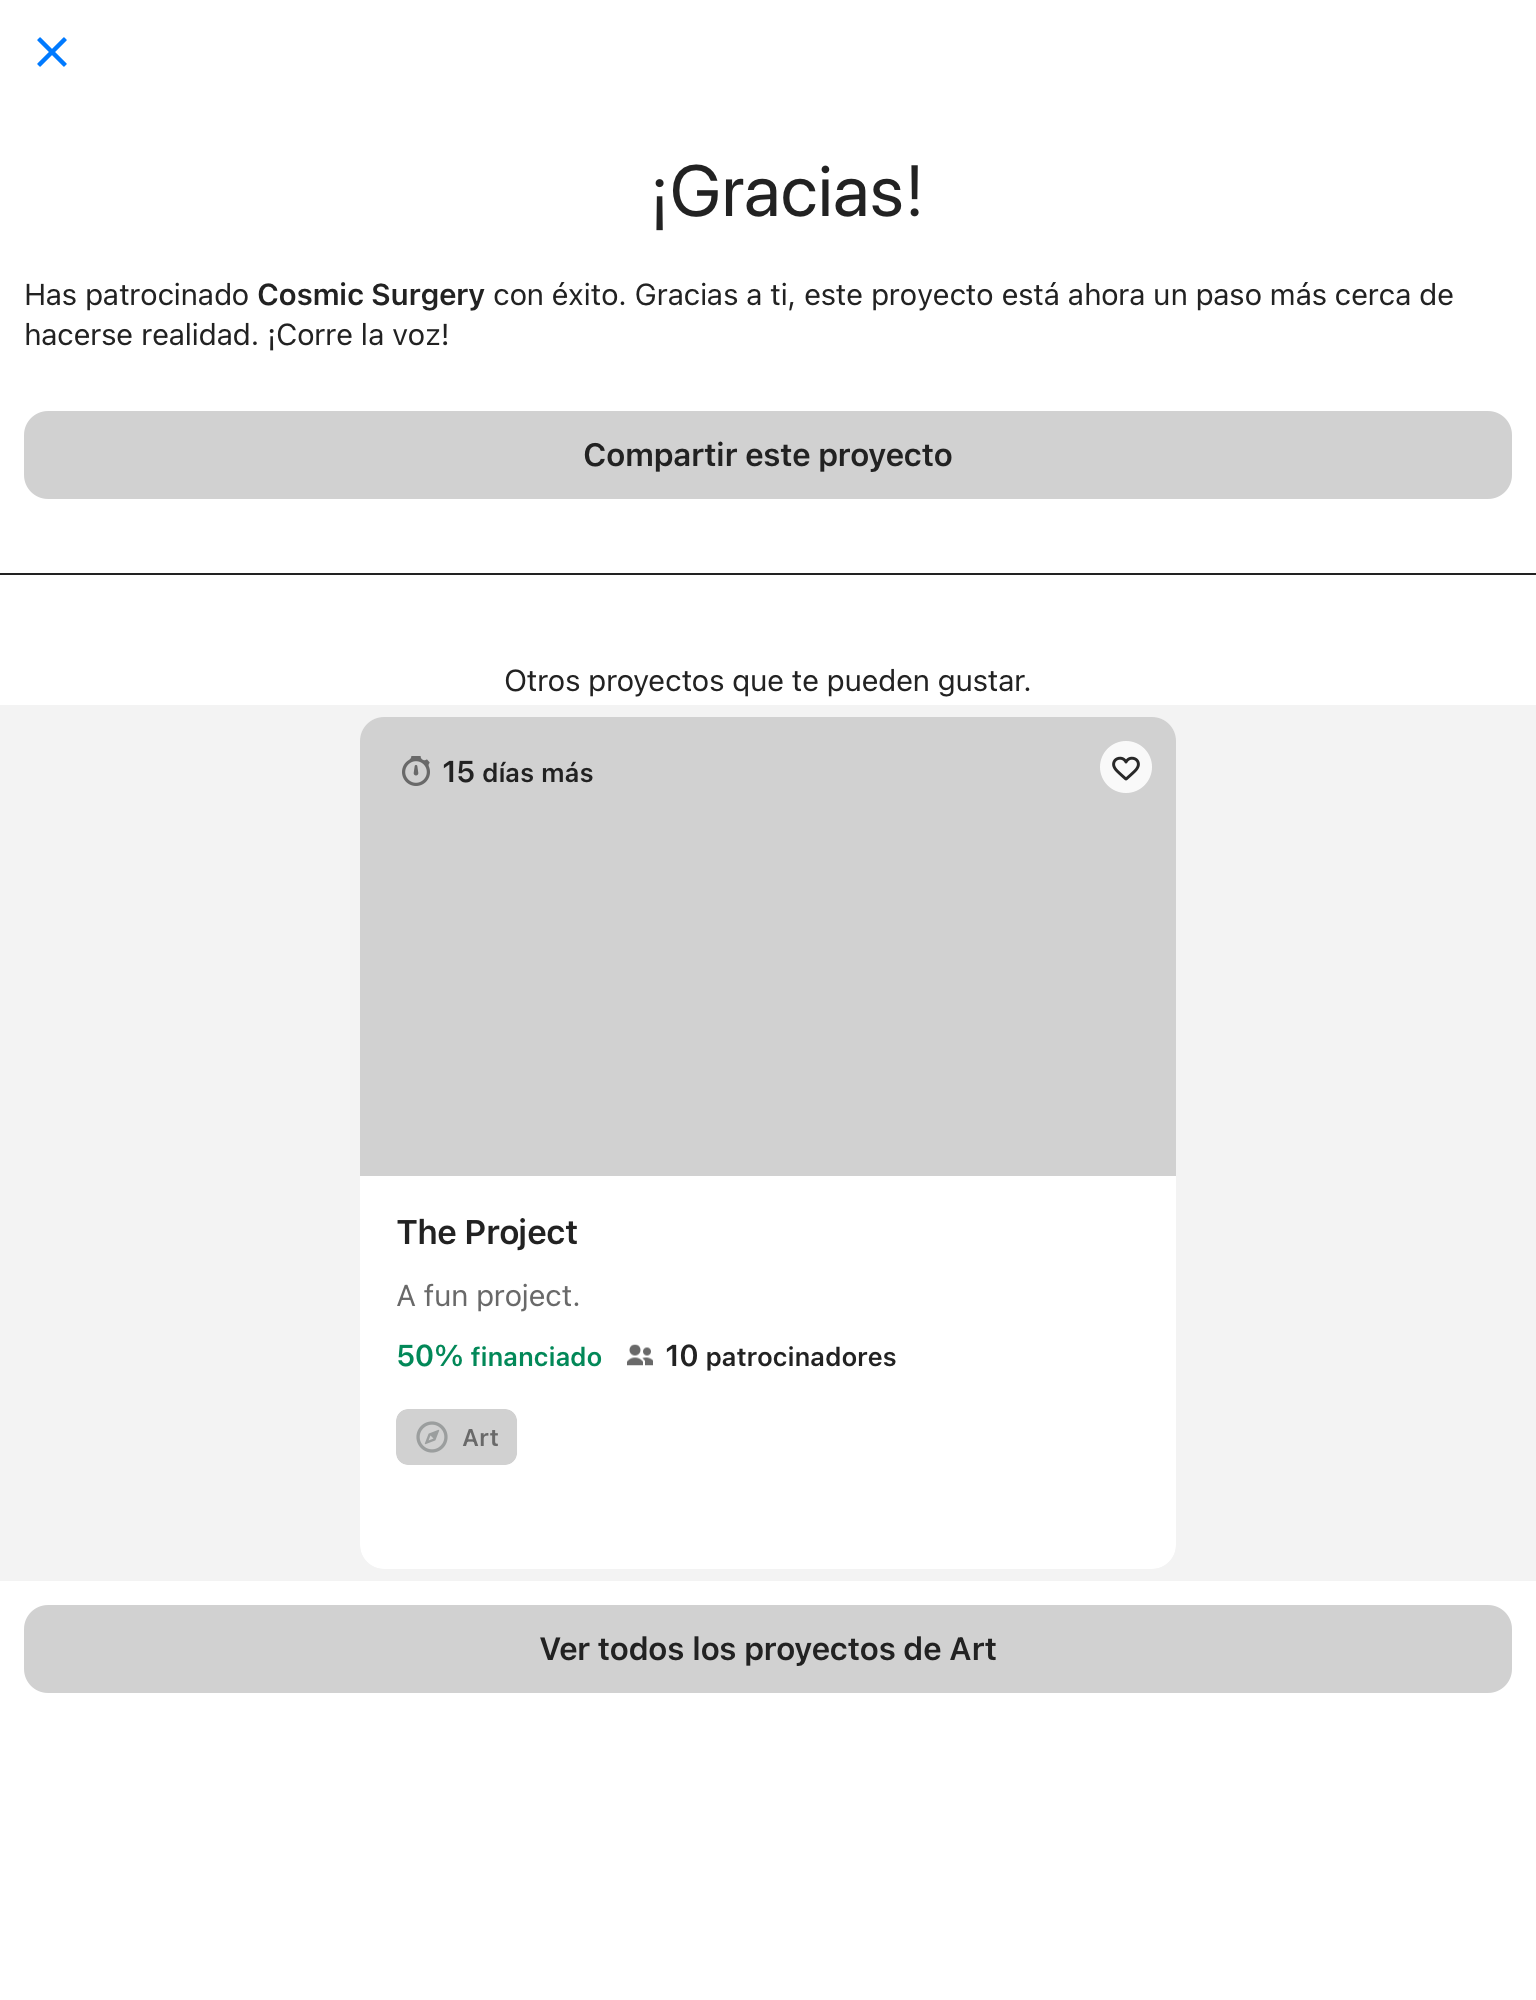 ¡Gracias!
Has patrocinado Cosmic Surgery con éxito. Gracias a ti, este proyecto está ahora un paso más cerca de
hacerse realidad. ¡Corre la voz!
Compartir este proyecto
Otros proyectos que te pueden gustar.
15 días más
The Project
A fun project.
50% financiado 10 patrocinadores
Art
Ver todos los proyectos de Art